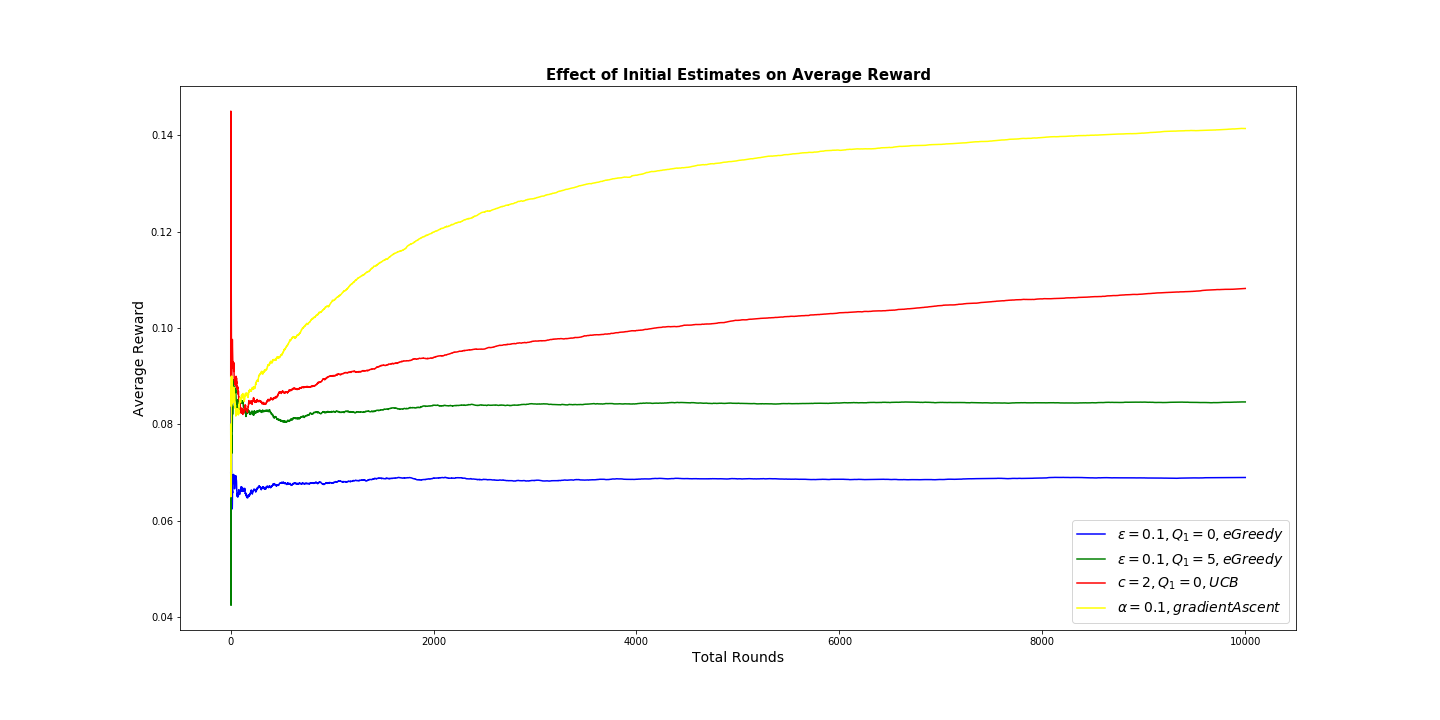 Effect of Initial Estimates on Average Reward
Average Reward
0.14
0.12
0.10
0.08
0.06
0.04
0
2000
4000
6000
8000
10000
Total Rounds
ε = 0.1, Q₁ = 0, eGreedy
ε = 0.1, Q₁ = 5, eGreedy
c = 2, Q₁ = 0, UCB
α = 0.1, gradientAscent